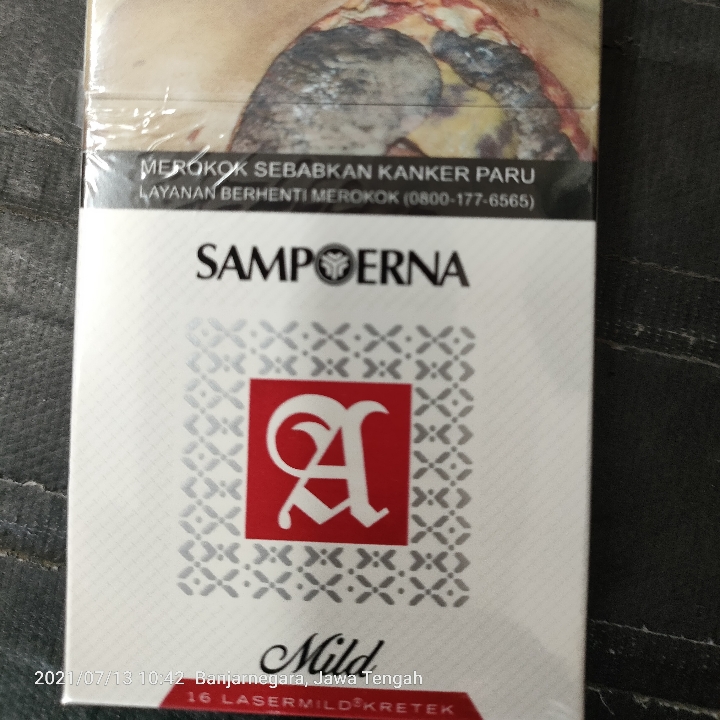 MEROKOK SEBABKAN KANKER PARU
LAYANAN BERHENTI MEROKOK (0800-177-6565)
SAMPOERNA
A
Mild
2021/07/13 10:42 Banjarnegara, Jawa Tengah
16 LASERMILD® KRETEK